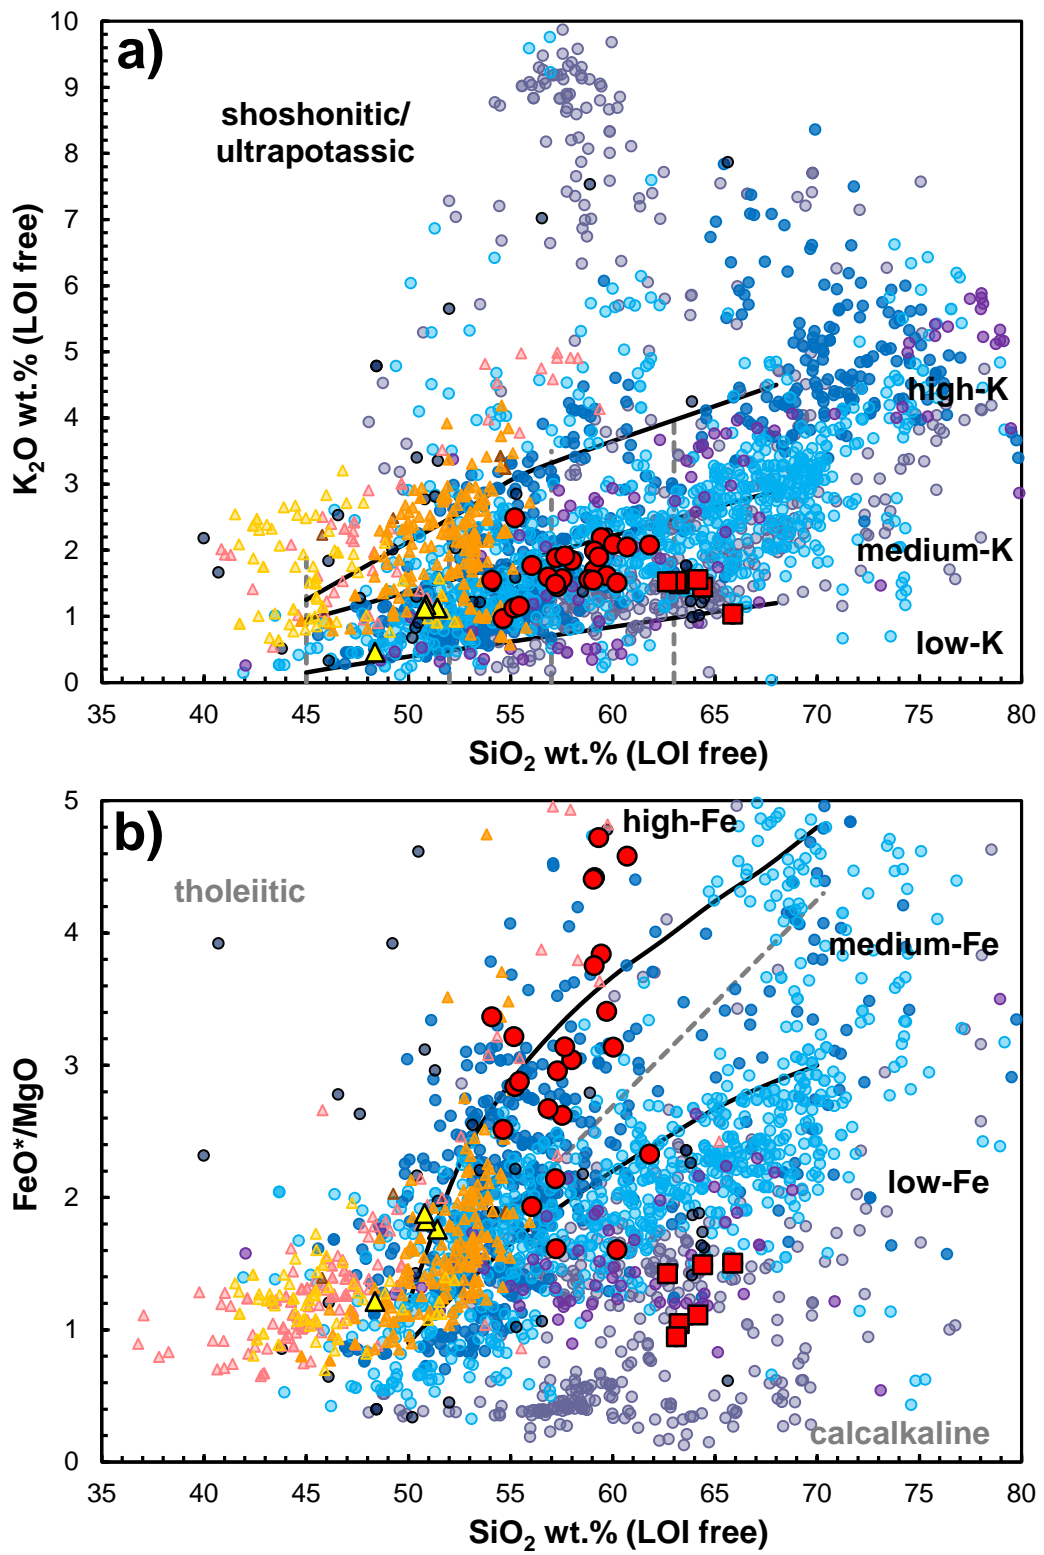 a)
10
9
8
7
6
5
4
3
2
1
0
K₂O wt.% (LOI free)
shoshonitic/
ultrapotassic
high-K
medium-K
low-K
35 40 45 50 55 60 65 70 75 80
SiO₂ wt.% (LOI free)
b)
5
4
3
2
1
0
FeO*/MgO
high-Fe
tholeiitic
medium-Fe
low-Fe
calcalkaline
35 40 45 50 55 60 65 70 75 80
SiO₂ wt.% (LOI free)